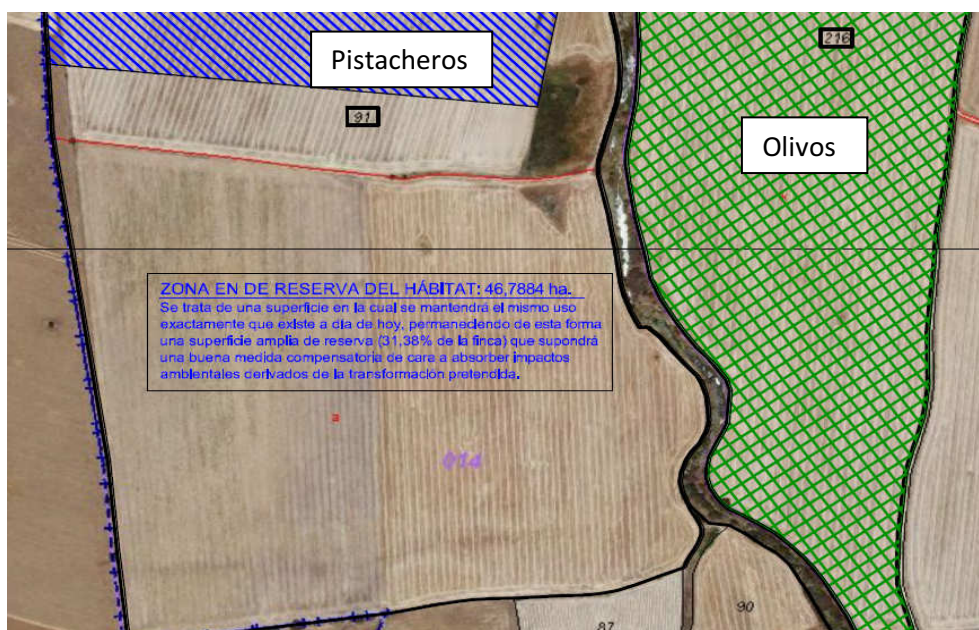 216
Pistacheros
91
Olivos
ZONA EN DE RESERVA DEL HÁBITAT: 46,7884 ha.
Se trata de una superficie en la cual se mantendrá el mismo uso
exactamente que existe a día de hoy, permaneciendo de esta forma
una superficie amplia de reserva (31,38% de la finca) que supondrá
una buena medida compensatoria de cara a absorber impactos
ambientales derivados de la transformación pretendida.
a
014
90
87